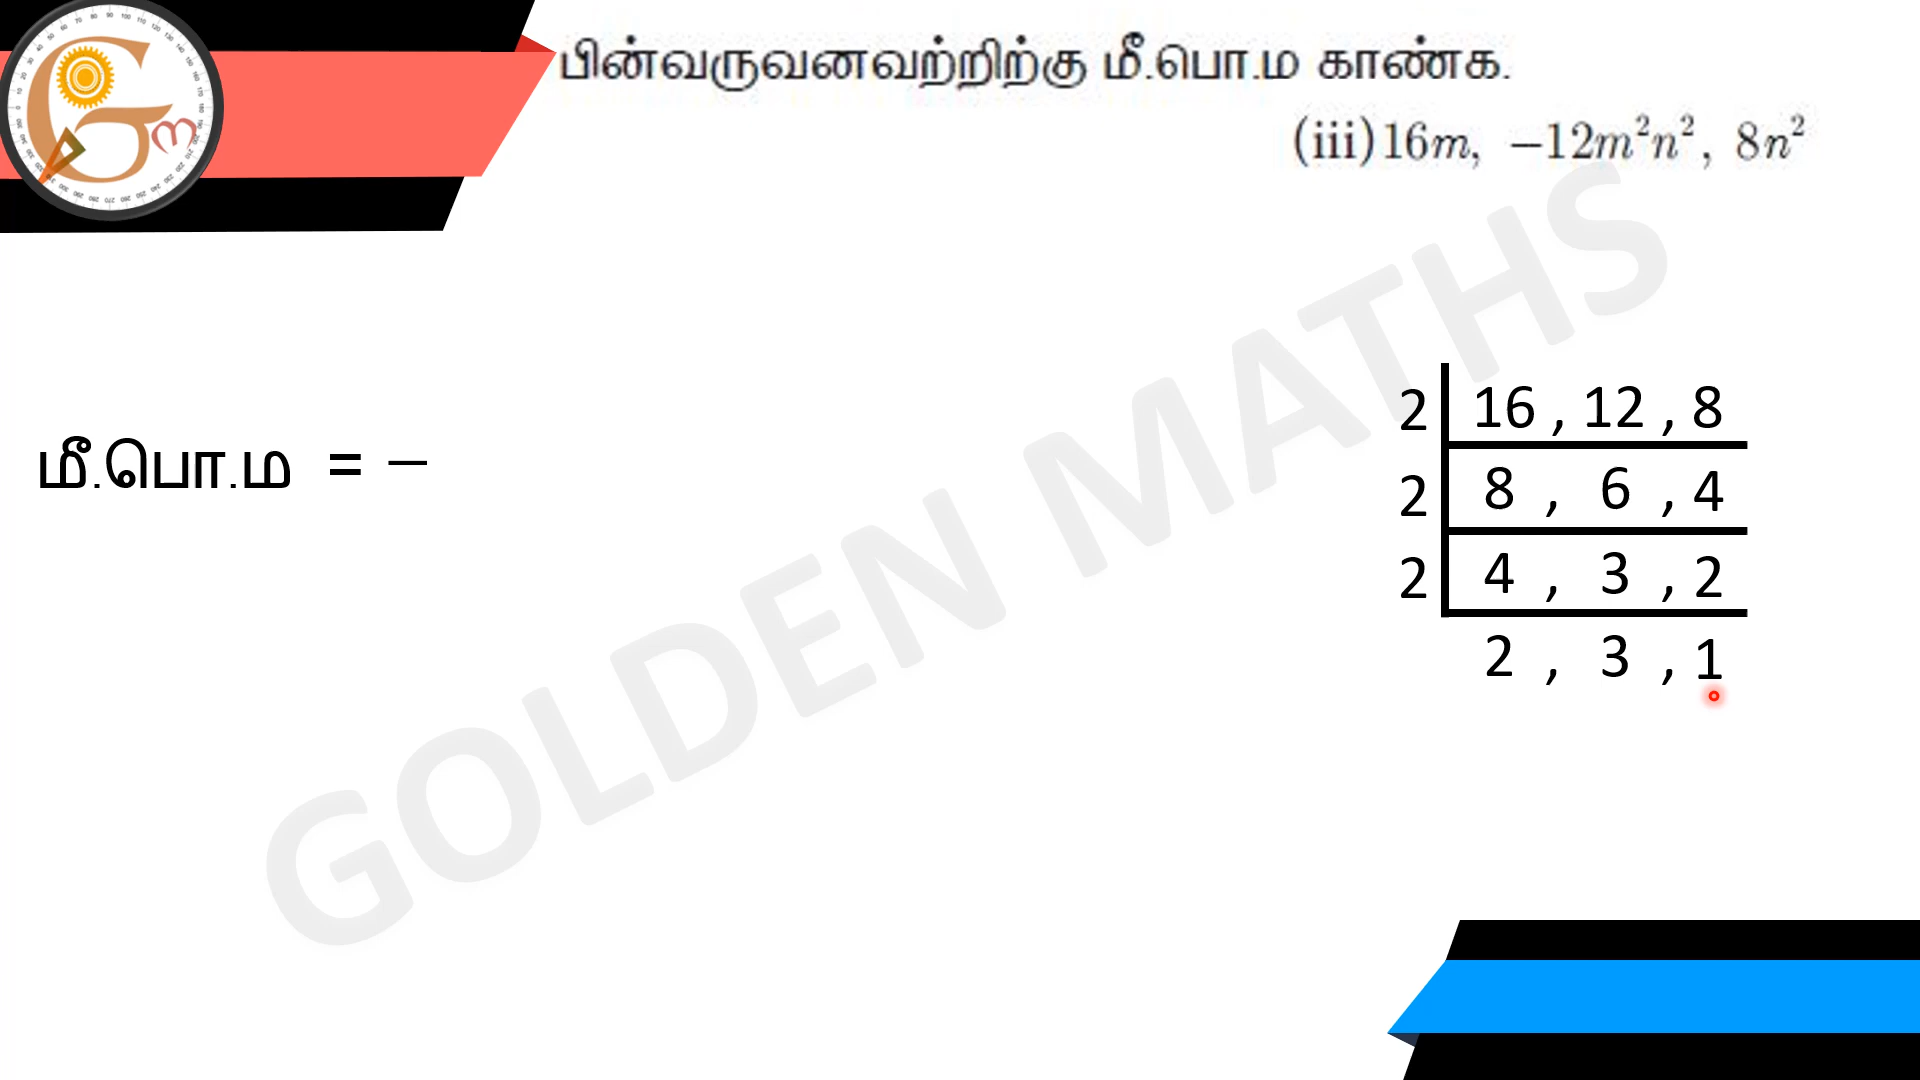 பின்வருவனவற்றிற்கு மீ.பொ.ம காண்க.
(iii) 16m, −12m²n², 8n²
மீ.பொ.ம = −
2 16 , 12 , 8
2 8 , 6 , 4
2 4 , 3 , 2
2 , 3 , 1
GOLDEN MATHS